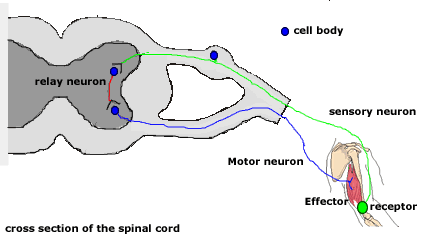 cell body
relay neuron
sensory neuron
Motor neuron
Effector
receptor
cross section of the spinal cord